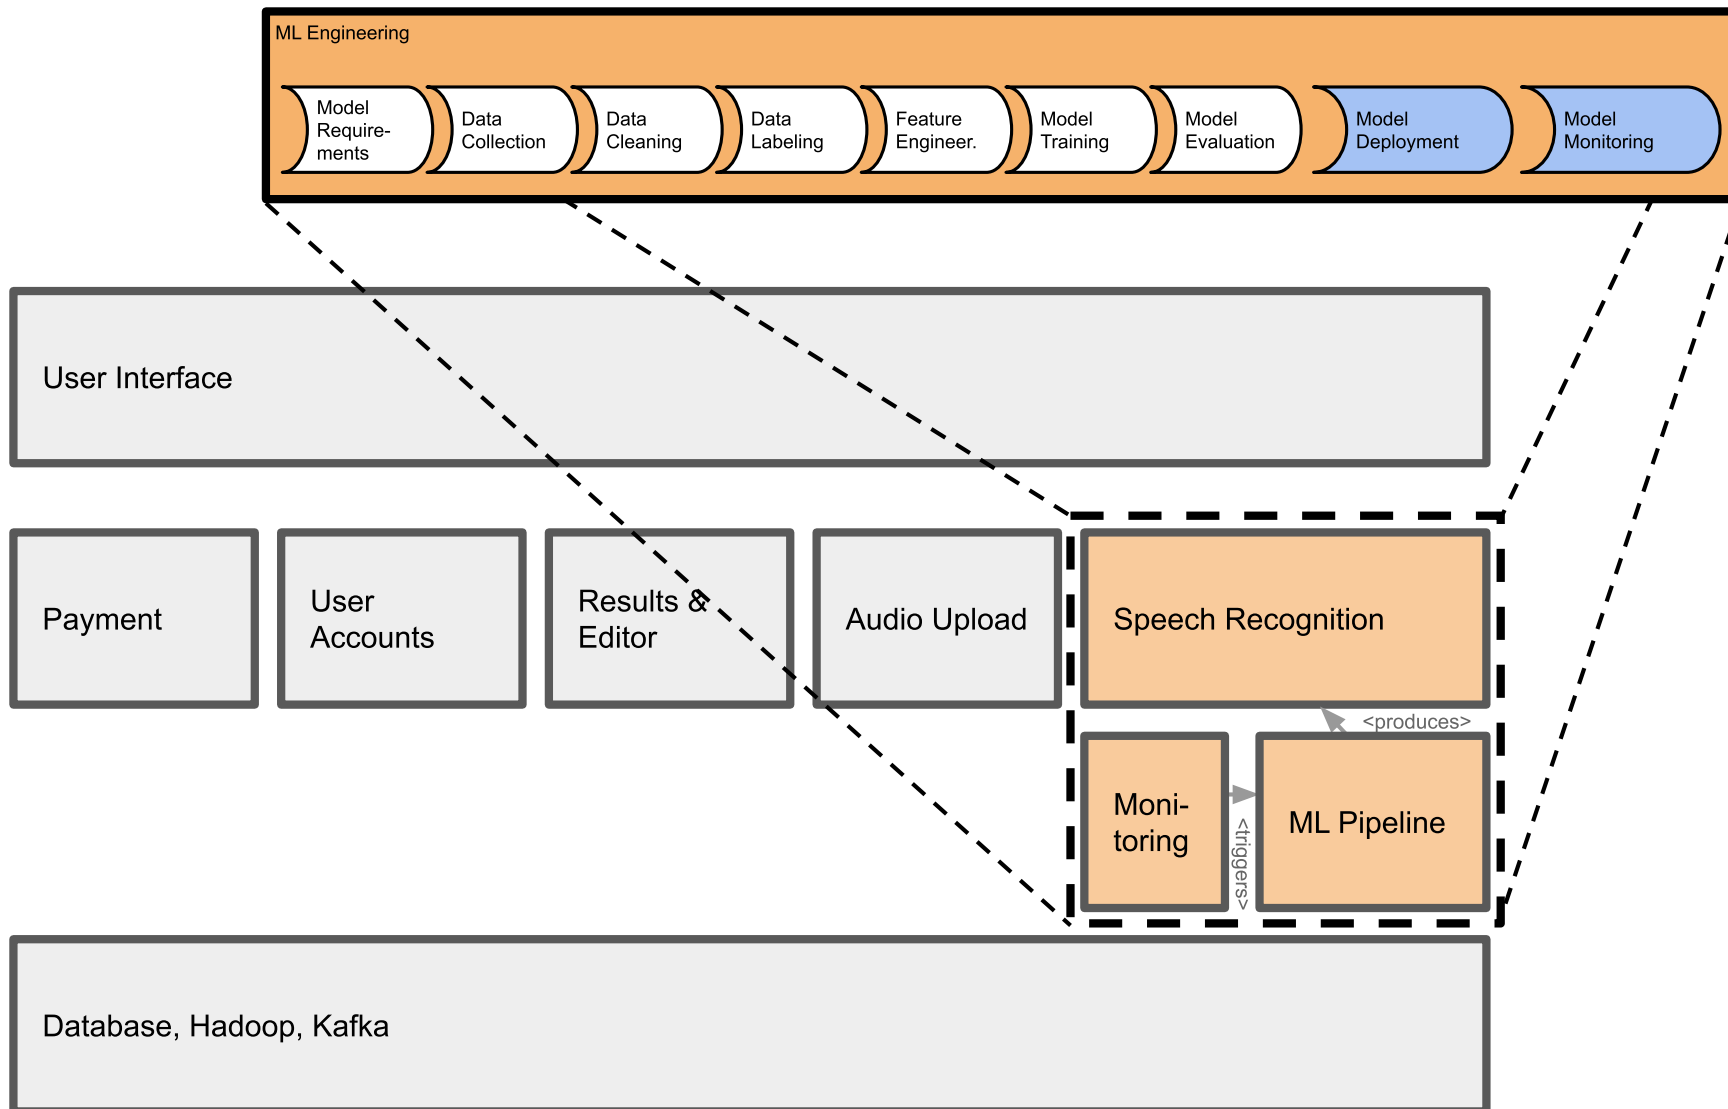 ML Engineering
Model
Require-
ments
Data
Collection
Data
Cleaning
Data
Labeling
Feature
Engineer.
Model
Training
Model
Evaluation
Model
Deployment
Model
Monitoring
User Interface
Payment
User
Accounts
Results &
Editor
Audio Upload
Speech Recognition
<produces>
Moni-
toring
<triggers>
ML Pipeline
Database, Hadoop, Kafka